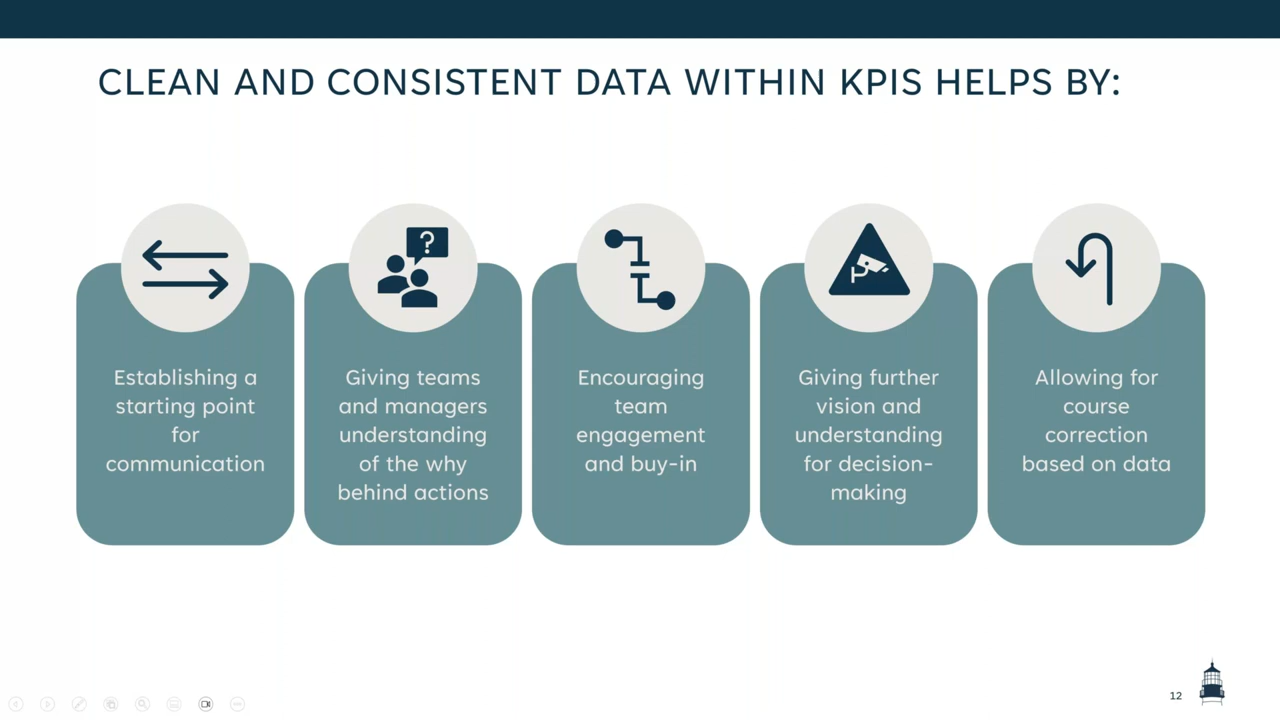 CLEAN AND CONSISTENT DATA WITHIN KPIS HELPS BY:
?
Establishing a
starting point
for
communication
Giving teams
and managers
understanding
of the why
behind actions
Encouraging
team
engagement
and buy-in
Giving further
vision and
understanding
for decision-
making
Allowing for
course
correction
based on data
12